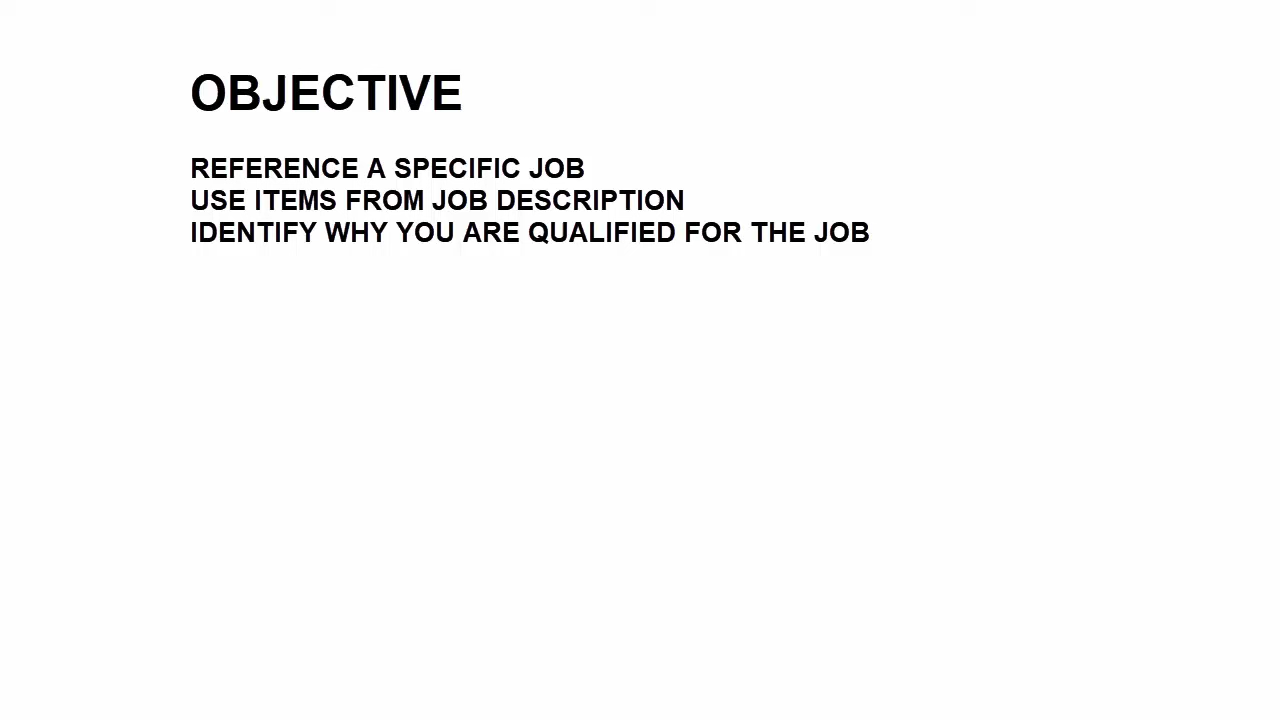 OBJECTIVE
REFERENCE A SPECIFIC JOB
USE ITEMS FROM JOB DESCRIPTION
IDENTIFY WHY YOU ARE QUALIFIED FOR THE JOB